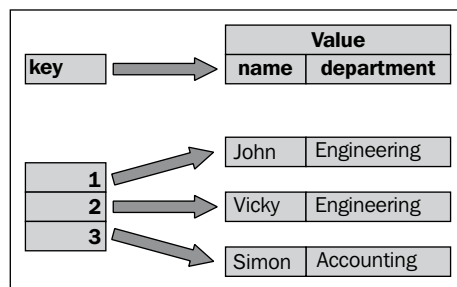 Value
key name department
John Engineering
1
2 Vicky Engineering
3
Simon Accounting